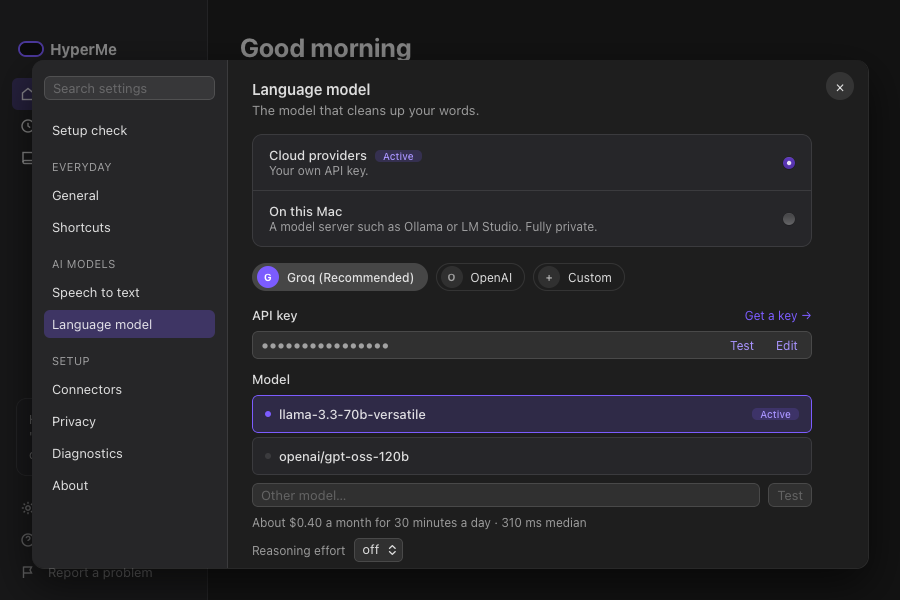 HyperMe
Good morning
Search settings
Setup check
EVERYDAY
General
Shortcuts
AI MODELS
Speech to text
Language model
SETUP
Connectors
Privacy
Diagnostics
About
Report a problem
Language model
×
The model that cleans up your words.
Cloud providers Active
Your own API key.
On this Mac
A model server such as Ollama or LM Studio. Fully private.
G Groq (Recommended) O OpenAI + Custom
API key Get a key →
●●●●●●●●●●●●●●●● Test Edit
Model
llama-3.3-70b-versatile Active
openai/gpt-oss-120b
Other model... Test
About $0.40 a month for 30 minutes a day · 310 ms median
Reasoning effort off